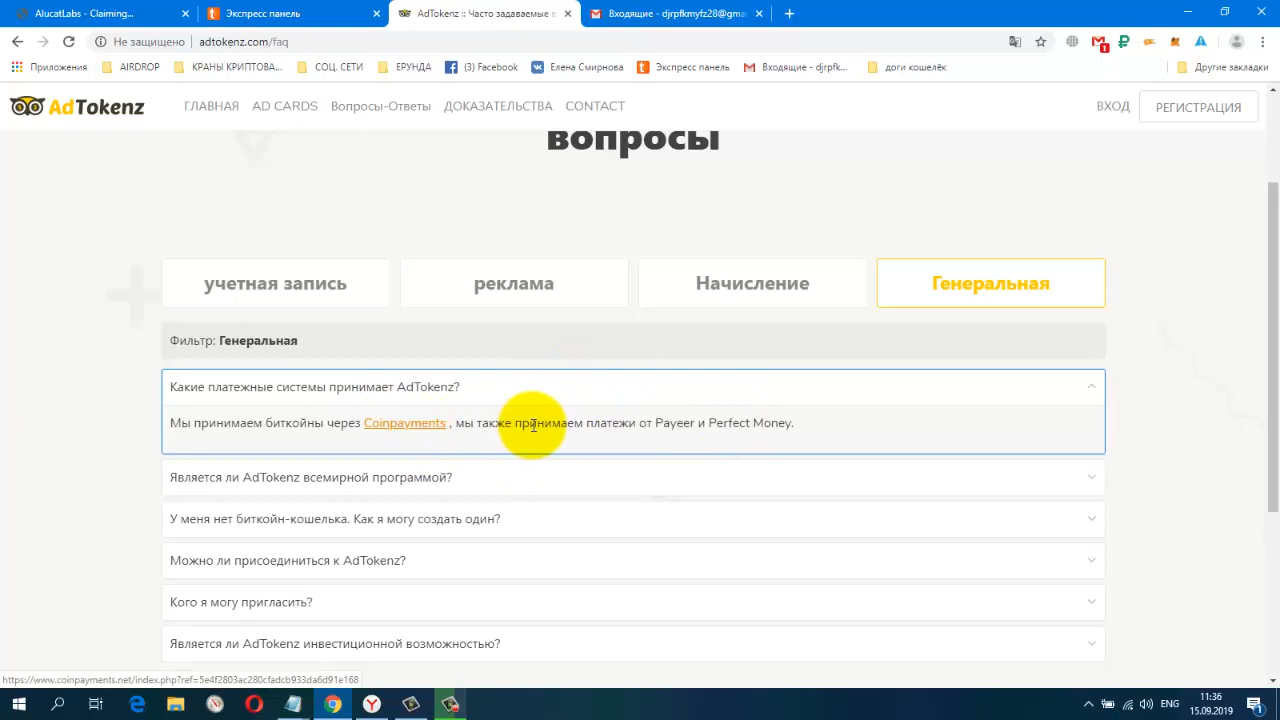 AlucatLabs - Claiming...
Экспресс панель
AdTokenz :: Часто задаваемые в
Входящие - djrpfkmyfz28@gmai
Не защищено
adtokenz.com/faq
Приложения
AIRDROP
КРАНЫ КРИПТОВА...
СОЦ. СЕТИ
ЕРУНДА
Facebook
Елена Смирнова
Экспресс панель
Входящие - djrpfk...
доги кошелёк
Другие закладки
AdTokenz
ГЛАВНАЯ
AD CARDS
Вопросы-Ответы
ДОКАЗАТЕЛЬСТВА
CONTACT
ВХОД
РЕГИСТРАЦИЯ
вопросы
учетная запись
реклама
Начисление
Генеральная
Фильтр: Генеральная
Какие платежные системы принимает AdTokenz?
Мы принимаем биткойны через Coinpayments , мы также принимаем платежи от Payeer и Perfect Money.
Является ли AdTokenz всемирной программой?
У меня нет биткойн-кошелька. Как я могу создать один?
Можно ли присоединиться к AdTokenz?
Кого я могу пригласить?
Является ли AdTokenz инвестиционной возможностью?
https://www.coinpayments.net/index.php?ref=5e4f2803ac280cfadcb933da6d91e168
ENG
11:36
15.09.2019